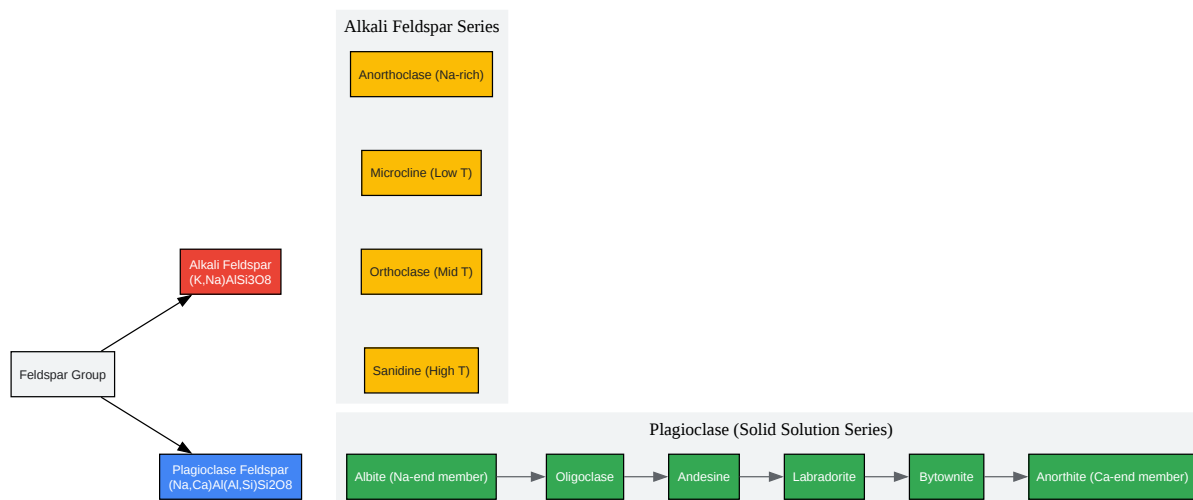 Alkali Feldspar Series
Anorthoclase (Na-rich)
Microcline (Low T)
Alkali Feldspar
(K,Na)AlSi3O8
Orthoclase (Mid T)
Feldspar Group
Sanidine (High T)
Plagioclase (Solid Solution Series)
Plagioclase Feldspar
(Na,Ca)Al(Al,Si)Si2O8
Albite (Na-end member)
Oligoclase
Andesine
Labradorite
Bytownite
Anorthite (Ca-end member)